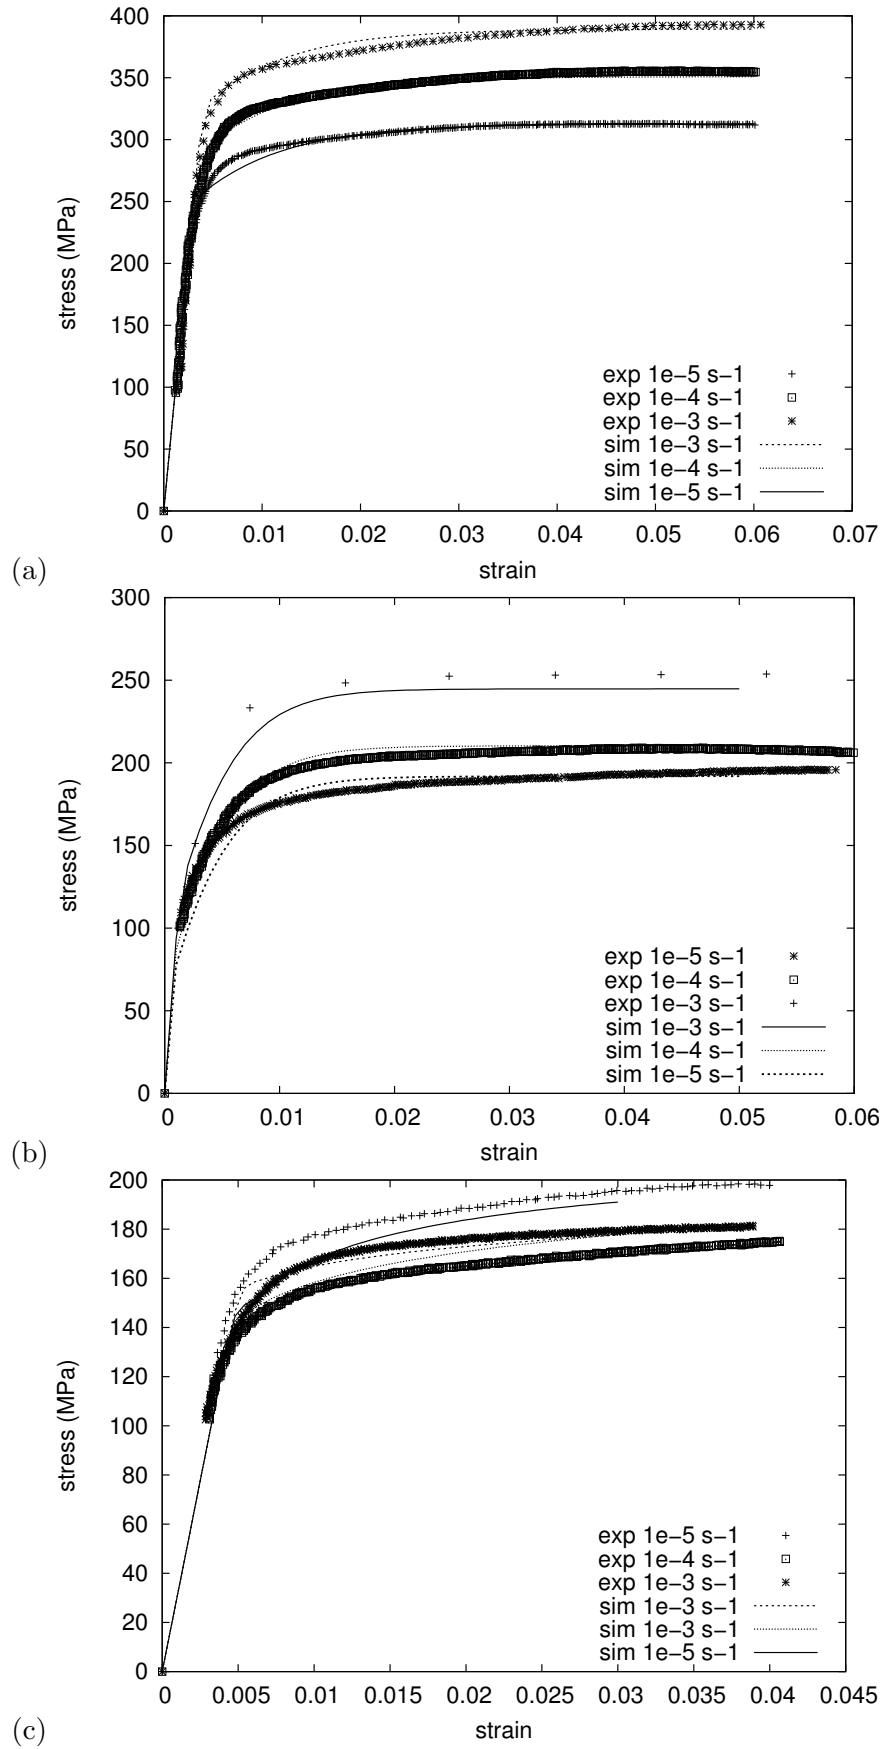 400
350
300
250
200
150
100
50
0
stress (MPa)
exp 1e−5 s−1
exp 1e−4 s−1
exp 1e−3 s−1
sim 1e−3 s−1
sim 1e−4 s−1
sim 1e−5 s−1
0 0.01 0.02 0.03 0.04 0.05 0.06 0.07
strain
(a)
300
250
200
150
100
50
0
stress (MPa)
exp 1e−5 s−1
exp 1e−4 s−1
exp 1e−3 s−1
sim 1e−3 s−1
sim 1e−4 s−1
sim 1e−5 s−1
0 0.01 0.02 0.03 0.04 0.05 0.06
strain
(b)
200
180
160
140
120
100
80
60
40
20
0
stress (MPa)
exp 1e−5 s−1
exp 1e−4 s−1
exp 1e−3 s−1
sim 1e−3 s−1
sim 1e−3 s−1
sim 1e−5 s−1
0 0.005 0.01 0.015 0.02 0.025 0.03 0.035 0.04 0.045
strain
(c)